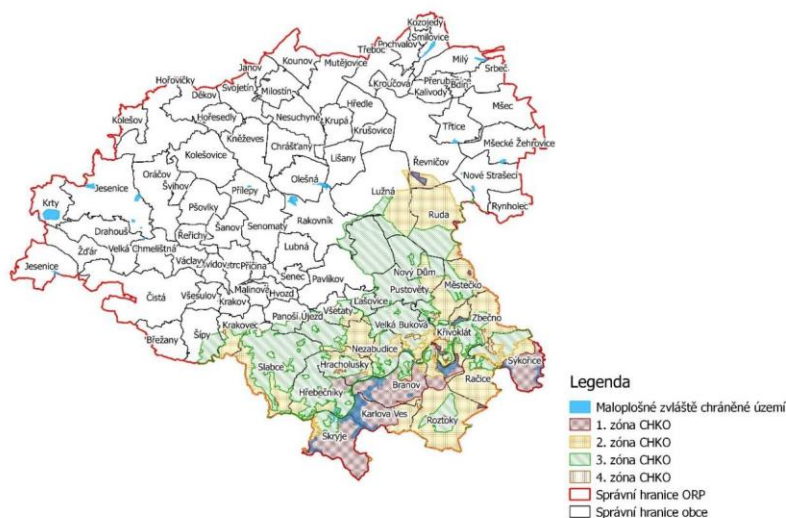 Kozojedy
Smilovice
Pochvalov
Třeboc
Kounov
Mutějovice
Milý
Srbeč
Janov
Hořovičky
Svojetín
Milostín
Kroučová
Kalivody
Bdín
Děkov
Hředle
Mšec
Kolešov
Hořesedly
Nesuchyně
Krupá
Krušovice
Třtice
Kněževes
Chrášťany
Mšecké Žehrovice
Kolešovice
Lišany
Řevničov
Oráčov
Nové Strašecí
Švihov
Přílepy
Olešná
Jesenice
Lužná
Rynholec
Krty
Pšovlky
Ruda
Šanov
Senomaty
Rakovník
Drahouš
Řeřichy
Lubná
Velká Chmelištná
Žďár
Václavy
Příčina
Jesenice
Senec
Pavlíkov
Nový Dům
Malinová
Městečko
Pustověty
Čistá
Všesulov
Krakov
Hvozd
Všetaty
Lašovice
Panoší Újezd
Zbečno
Krakovec
Velká Buková
Křivoklát
Břežany
Šípy
Nezabudice
Sýkořice
Slabce
Hracholusky
Račice
Hřebečníky
Branov
Karlova Ves
Roztoky
Skryje
Legenda
Maloplošné zvláště chráněné území
1. zóna CHKO
2. zóna CHKO
3. zóna CHKO
4. zóna CHKO
Správní hranice ORP
Správní hranice obce